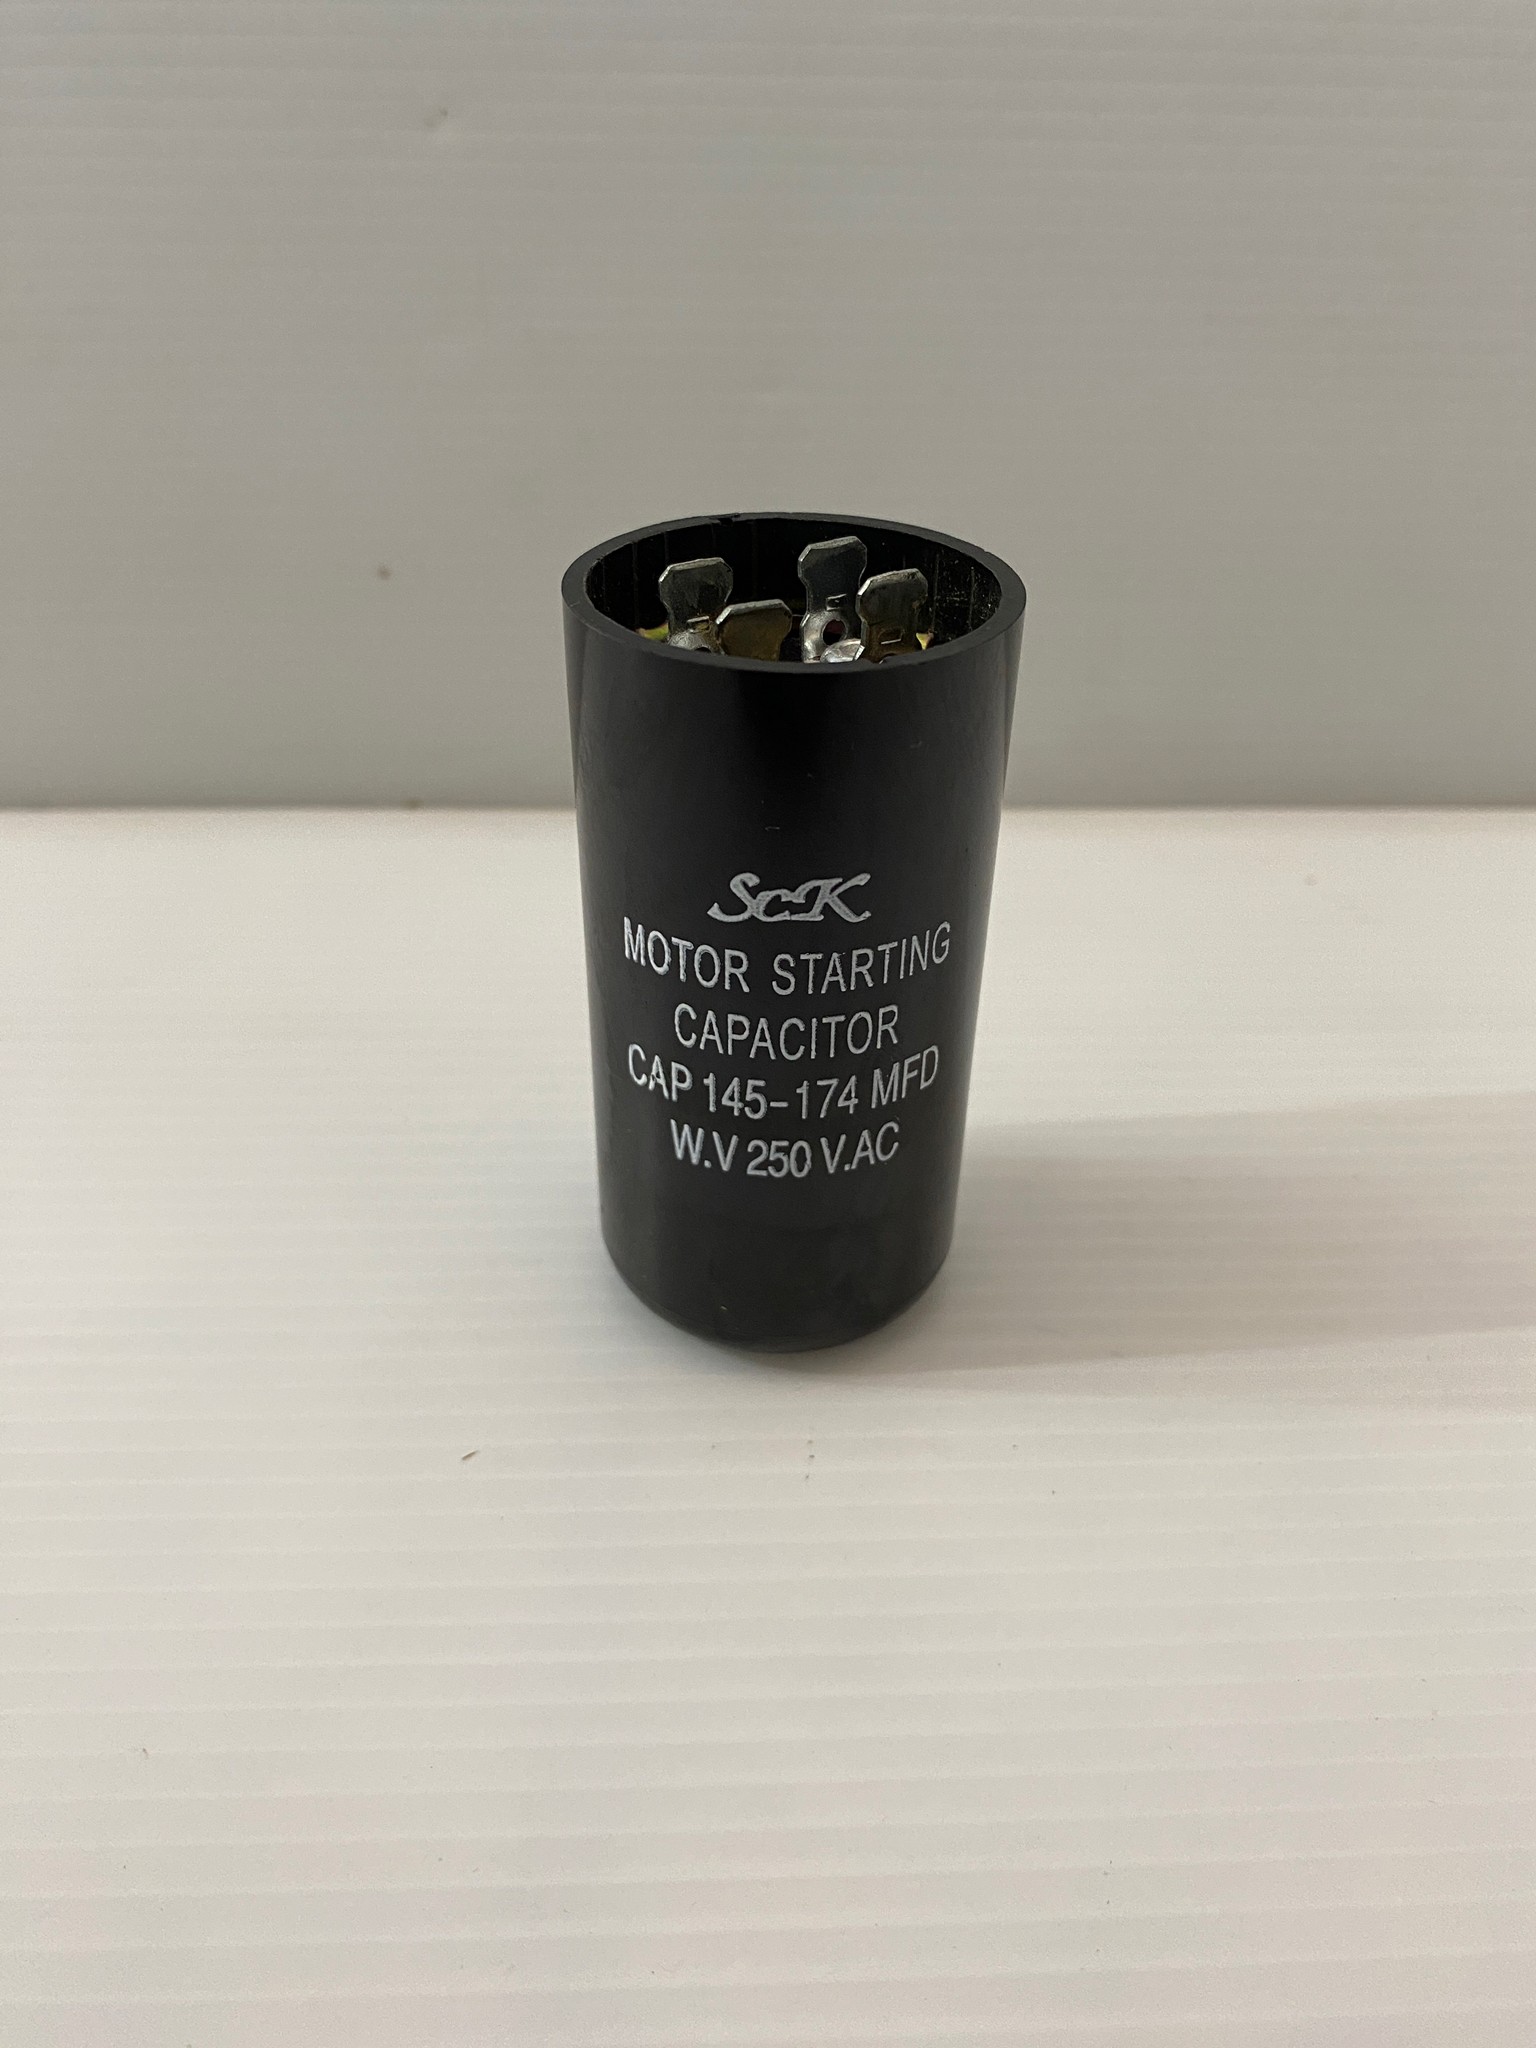 SCK
MOTOR STARTING
CAPACITOR
CAP 145-174 MFD
W.V 250 V.AC